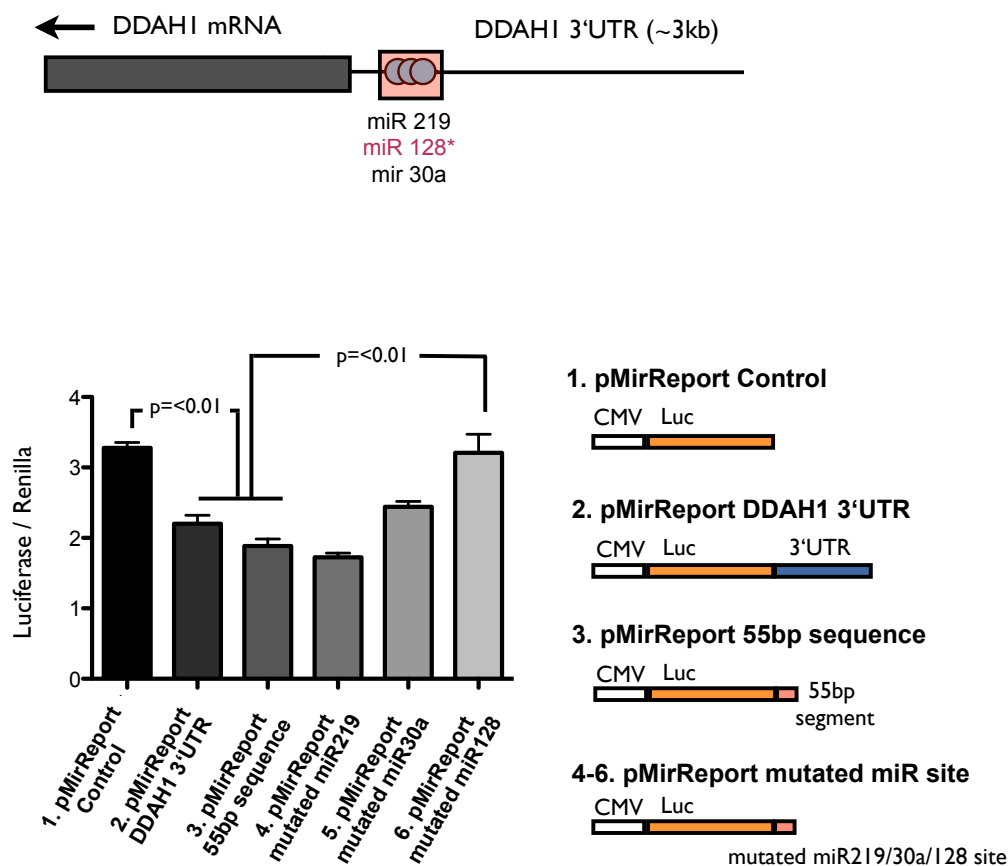 DDAH1 mRNA
DDAH1 3‘UTR (~3kb)
miR 219
miR 128*
mir 30a
p=<0.01
p=<0.01
Luciferase / Renilla
4
3
2
1
0
1. pMirReport
Control
2. pMirReport
DDAH1 3‘UTR
3. pMirReport
55bp sequence
4. pMirReport
mutated miR219
5. pMirReport
mutated miR30a
6. pMirReport
mutated miR128
1. pMirReport Control
CMV Luc
2. pMirReport DDAH1 3‘UTR
CMV Luc 3‘UTR
3. pMirReport 55bp sequence
CMV Luc
55bp
segment
4-6. pMirReport mutated miR site
CMV Luc
mutated miR219/30a/128 site